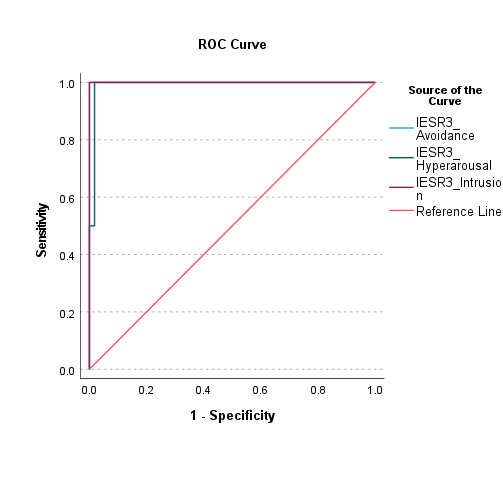 ROC Curve
1.0
0.8
0.6
0.4
0.2
0.0
Sensitivity
0.0 0.2 0.4 0.6 0.8 1.0
1 - Specificity
Source of the
Curve
IESR3_
Avoidance
IESR3_
Hyperarousal
IESR3_Intrusio
n
Reference Line